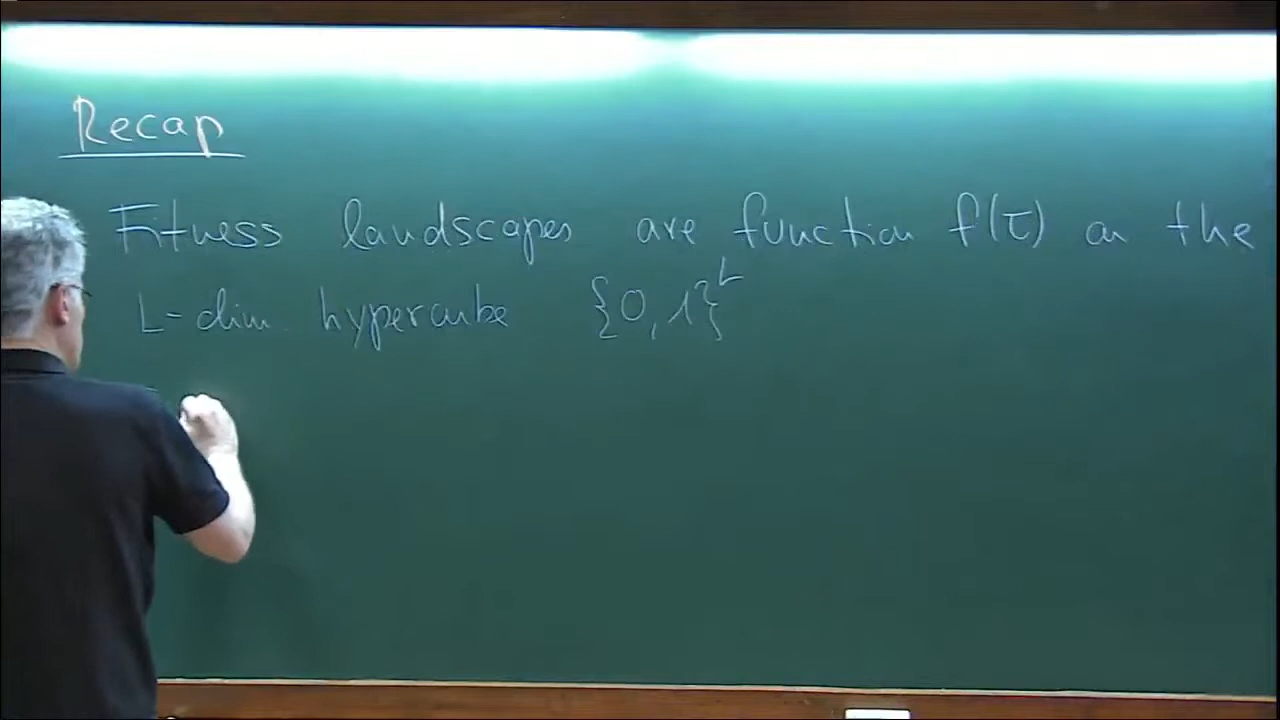 Recap
Fitness landscapes are function f(τ) on the
L-dim. hypercube {0,1}^L